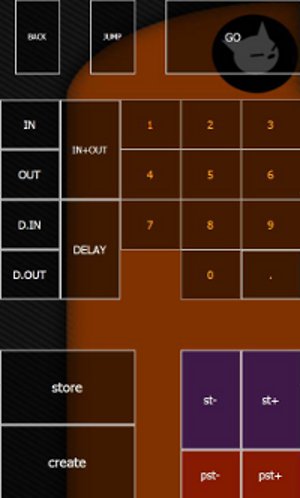 BACK JUMP GO
IN IN+OUT 1 2 3
OUT 4 5 6
D.IN DELAY 7 8 9
D.OUT 0 .
store st- st+
create pst- pst+